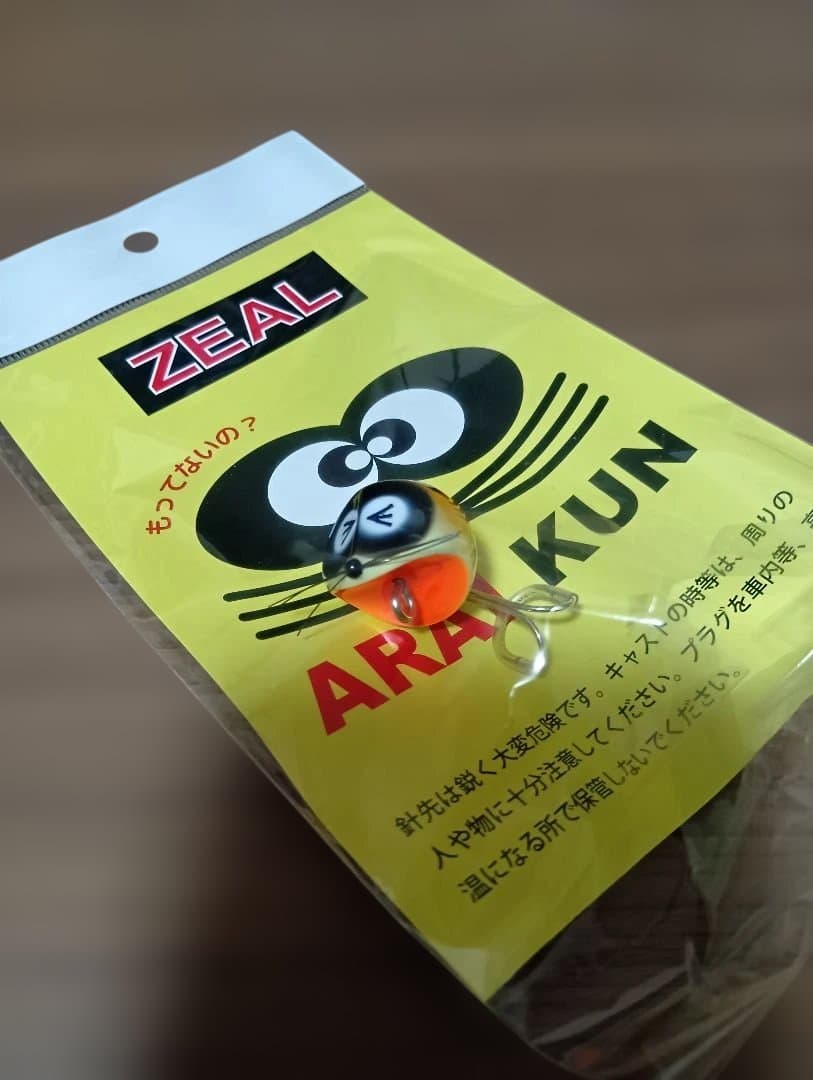 ZEAL
もってないの？
ARAI KUN
針先は鋭く大変危険です。キャストの時等は、周りの
人や物に十分注意してください。プラグを車内等、高
温になる所で保管しないでください。